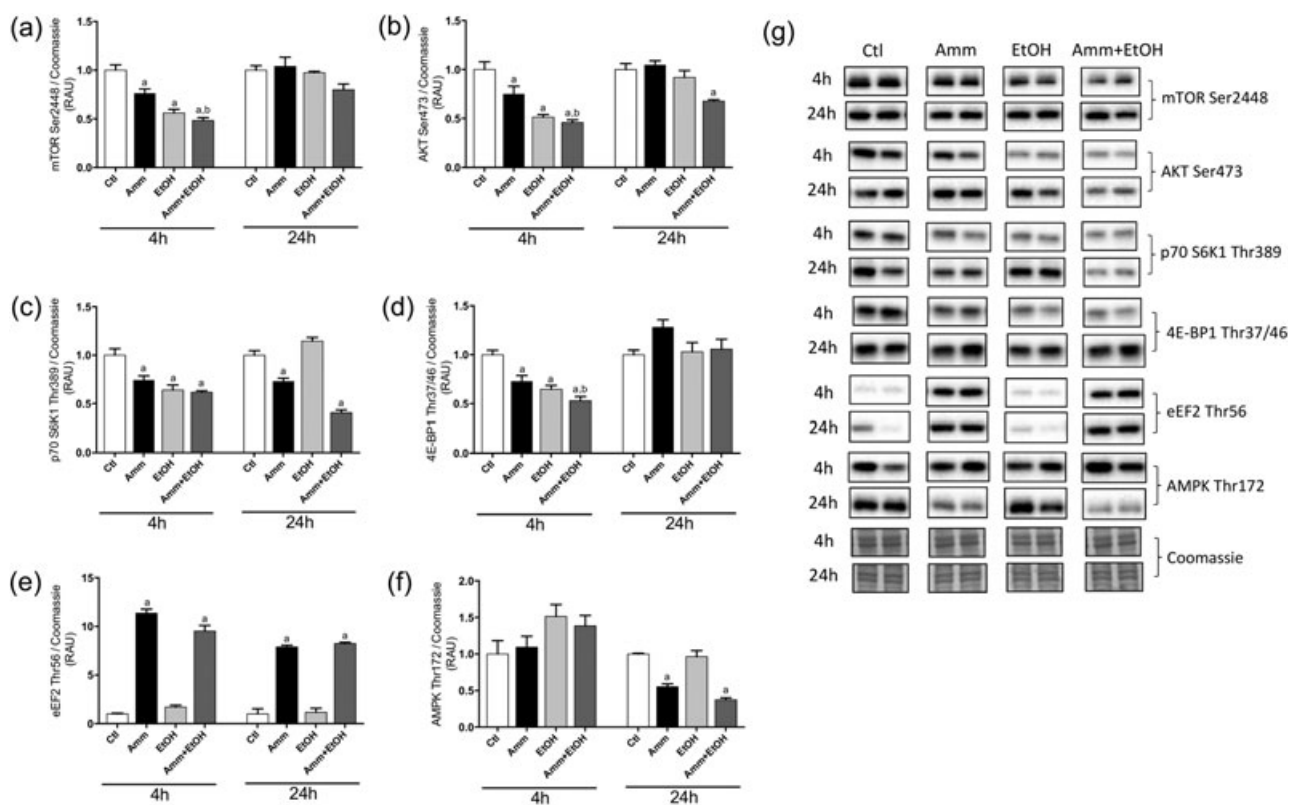 (a)
mTOR Ser2448 / Coomassie
(RAU)
1.5
1.0
0.5
0.0
a
a
a,b
Ctl
Amm
EtOH
Amm+EtOH
Ctl
Amm
EtOH
Amm+EtOH
4h
24h
(b)
AKT Ser473 / Coomassie
(RAU)
1.5
1.0
0.5
0.0
a
a
a,b
a
Ctl
Amm
EtOH
Amm+EtOH
Ctl
Amm
EtOH
Amm+EtOH
4h
24h
(c)
p70 S6K1 Thr389 / Coomassie
(RAU)
1.5
1.0
0.5
0.0
a
a
a
a
a
Ctl
Amm
EtOH
Amm+EtOH
Ctl
Amm
EtOH
Amm+EtOH
4h
24h
(d)
4E-BP1 Thr37/46 / Coomassie
(RAU)
1.5
1.0
0.5
0.0
a
a
a,b
Ctl
Amm
EtOH
Amm+EtOH
Ctl
Amm
EtOH
Amm+EtOH
4h
24h
(e)
eEF2 Thr56 / Coomassie
(RAU)
15
10
5
0
a
a
a
a
Ctl
Amm
EtOH
Amm+EtOH
Ctl
Amm
EtOH
Amm+EtOH
4h
24h
(f)
AMPK Thr172 / Coomassie
(RAU)
2.0
1.5
1.0
0.5
0.0
a
a
Ctl
Amm
EtOH
Amm+EtOH
Ctl
Amm
EtOH
Amm+EtOH
4h
24h
(g)
Ctl Amm EtOH Amm+EtOH
4h
mTOR Ser2448
24h
4h
AKT Ser473
24h
4h
p70 S6K1 Thr389
24h
4h
4E-BP1 Thr37/46
24h
4h
eEF2 Thr56
24h
4h
AMPK Thr172
24h
4h
Coomassie
24h